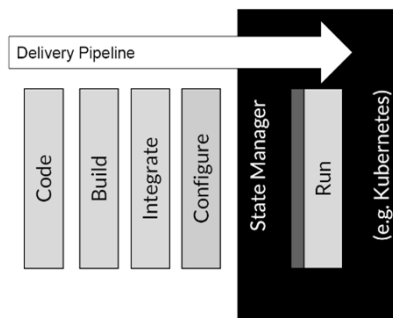 Delivery Pipeline
Code
Build
Integrate
Configure
State Manager
Run
(e.g. Kubernetes)